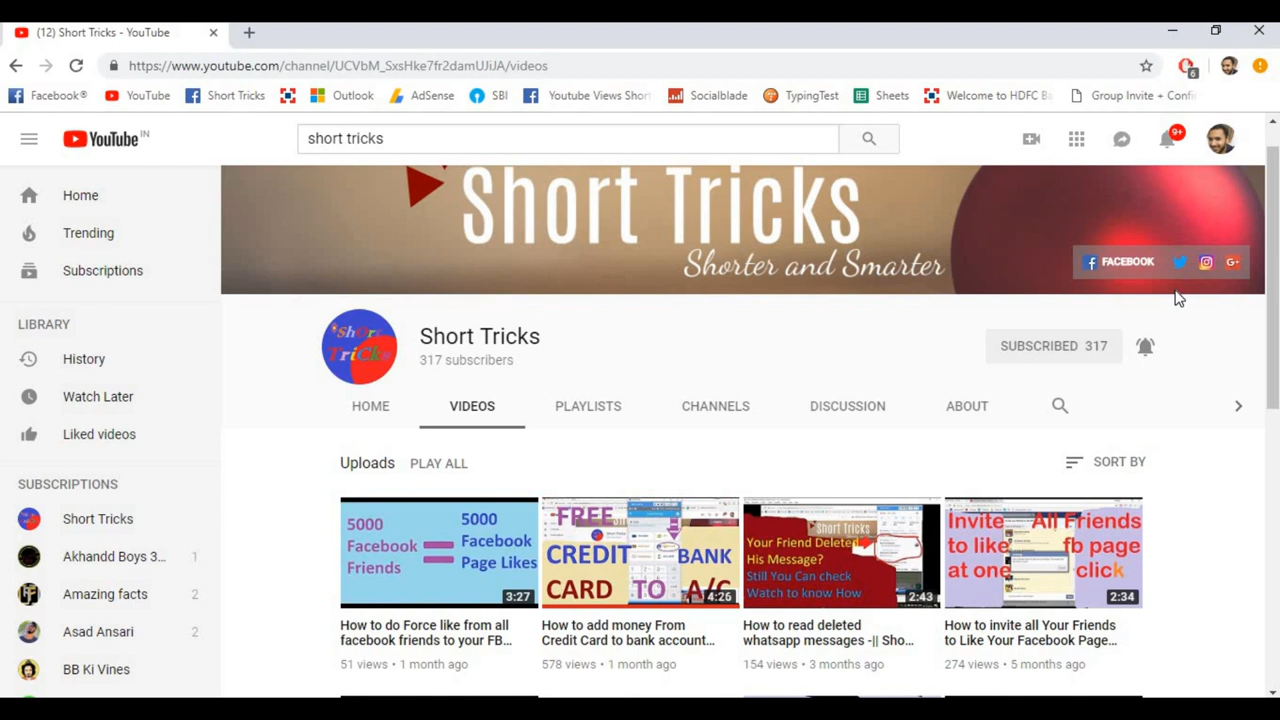 (12) Short Tricks - YouTube
https://www.youtube.com/channel/UCVbM_SxsHke7fr2damUJiJA/videos
6
Facebook® YouTube Short Tricks Outlook AdSense SBI Youtube Views Shor Socialblade TypingTest Sheets Welcome to HDFC Ba Group Invite + Confi
YouTube IN
short tricks
9+
Home
Trending
Subscriptions
LIBRARY
History
Watch Later
Liked videos
SUBSCRIPTIONS
Short Tricks
Akhandd Boys 3... 1
Amazing facts 2
Asad Ansari 2
BB Ki Vines
Short Tricks
Shorter and Smarter
FACEBOOK
ShOrt
TriCks
Short Tricks
317 subscribers
SUBSCRIBED 317
HOME VIDEOS PLAYLISTS CHANNELS DISCUSSION ABOUT
Uploads PLAY ALL
SORT BY
5000
Facebook
Friends
5000
Facebook
Page Likes
3:27
How to do Force like from all
facebook friends to your FB...
51 views • 1 month ago
FREE
CREDIT BANK
CARD TO A/C
4:26
How to add money From
Credit Card to bank account...
578 views • 1 month ago
Short Tricks
Your Friend Deleted
His Message?
Still You Can check
Watch to know How
2:43
How to read deleted
whatsapp messages -|| Sho...
154 views • 3 months ago
Invite All Friends
to like fb page
at one click
2:34
How to invite all Your Friends
to Like Your Facebook Page...
274 views • 5 months ago